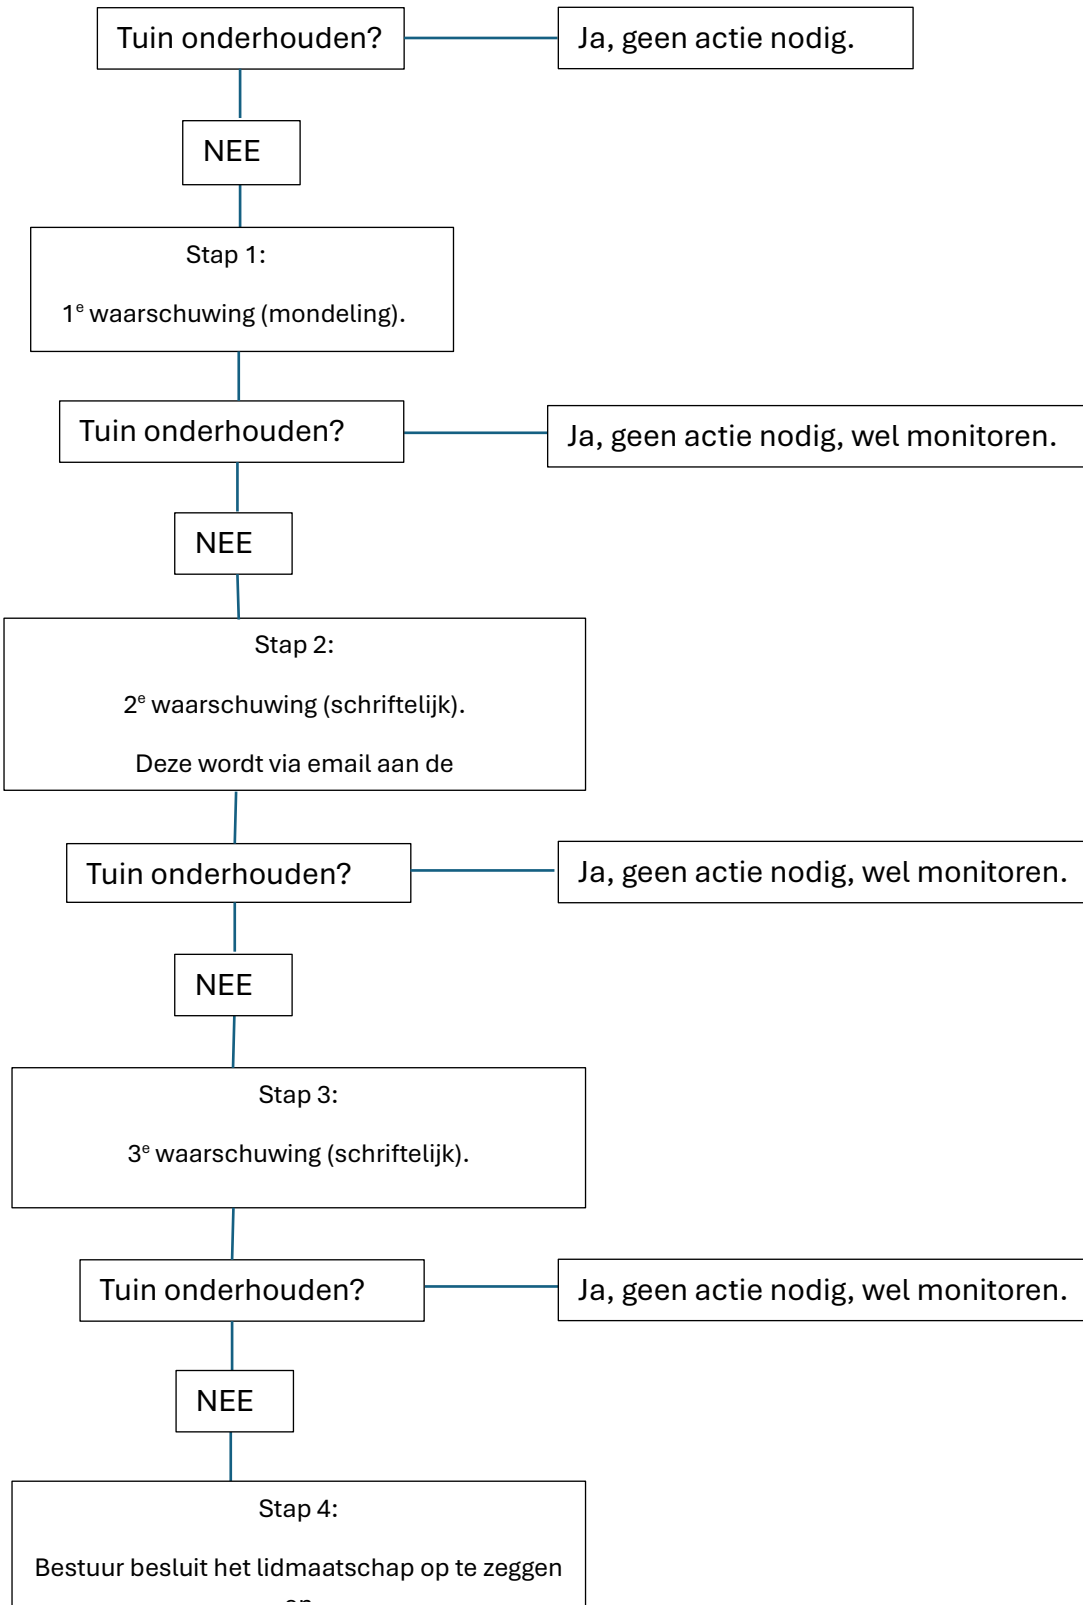 Tuin onderhouden?
Ja, geen actie nodig.
NEE
Stap 1:
1e waarschuwing (mondeling).
Tuin onderhouden?
Ja, geen actie nodig, wel monitoren.
NEE
Stap 2:
2e waarschuwing (schriftelijk).
Deze wordt via email aan de
Tuin onderhouden?
Ja, geen actie nodig, wel monitoren.
NEE
Stap 3:
3e waarschuwing (schriftelijk).
Tuin onderhouden?
Ja, geen actie nodig, wel monitoren.
NEE
Stap 4:
Bestuur besluit het lidmaatschap op te zeggen